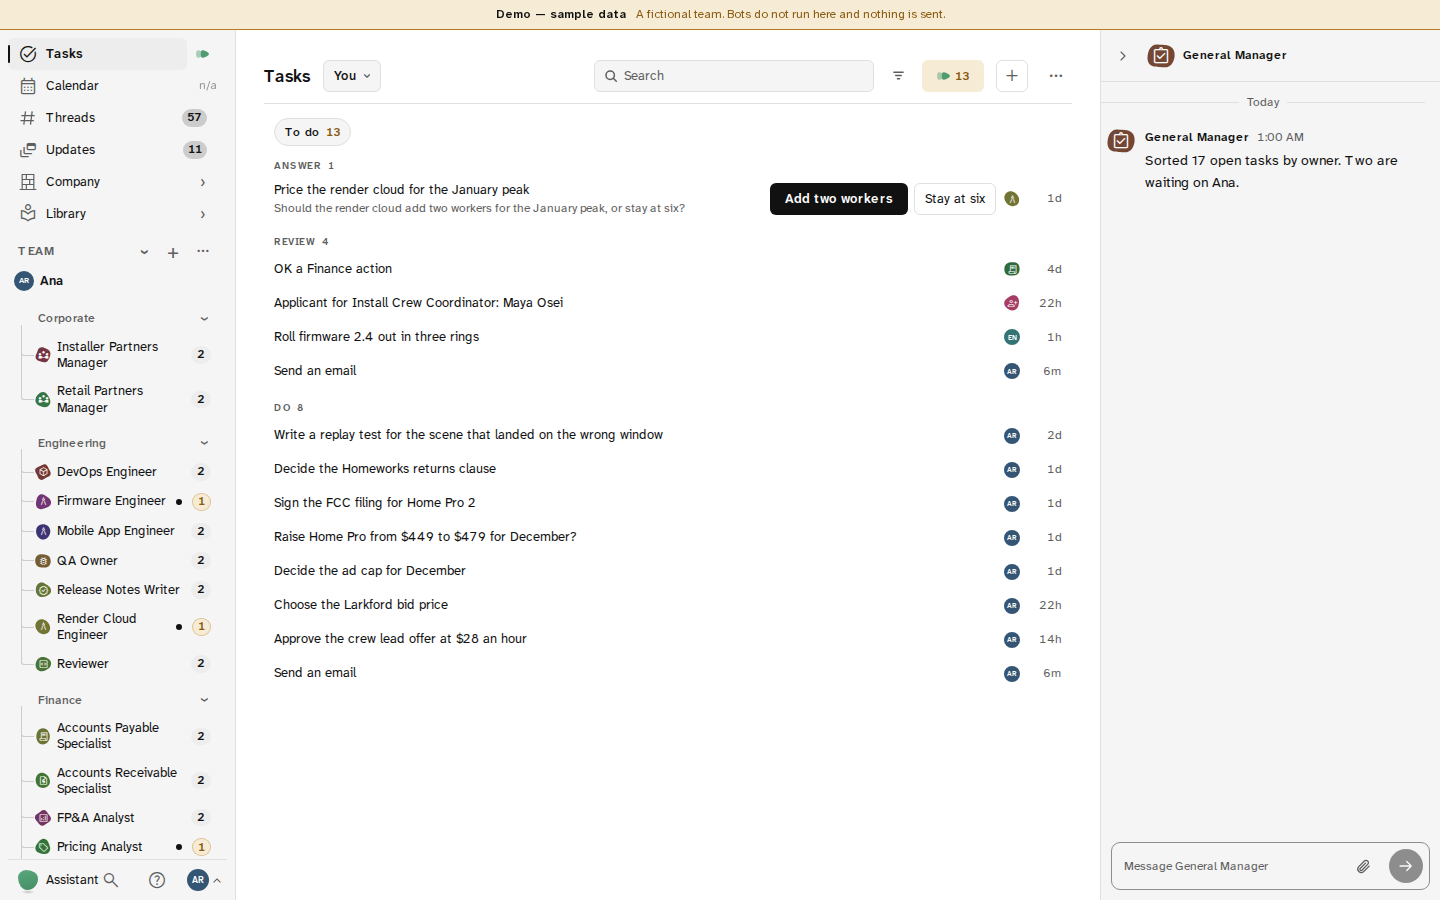 Demo — sample data A fictional team. Bots do not run here and nothing is sent.
Tasks
Calendar n/a
Threads 57
Updates 11
Company
Library
TEAM
AR Ana
Corporate
Installer Partners
Manager 2
Retail Partners
Manager 2
Engineering
DevOps Engineer 2
Firmware Engineer 1
Mobile App Engineer 2
QA Owner 2
Release Notes Writer 2
Render Cloud
Engineer 1
Reviewer 2
Finance
Accounts Payable
Specialist 2
Accounts Receivable
Specialist 2
FP&A Analyst 2
Pricing Analyst 1
Assistant AR
Tasks You Search 13
To do 13
ANSWER 1
Price the render cloud for the January peak
Should the render cloud add two workers for the January peak, or stay at six?
Add two workers Stay at six 1d
REVIEW 4
OK a Finance action 4d
Applicant for Install Crew Coordinator: Maya Osei 22h
Roll firmware 2.4 out in three rings EN 1h
Send an email AR 6m
DO 8
Write a replay test for the scene that landed on the wrong window AR 2d
Decide the Homeworks returns clause AR 1d
Sign the FCC filing for Home Pro 2 AR 1d
Raise Home Pro from $449 to $479 for December? AR 1d
Decide the ad cap for December AR 1d
Choose the Larkford bid price AR 22h
Approve the crew lead offer at $28 an hour AR 14h
Send an email AR 6m
General Manager
Today
General Manager 1:00 AM
Sorted 17 open tasks by owner. Two are
waiting on Ana.
Message General Manager